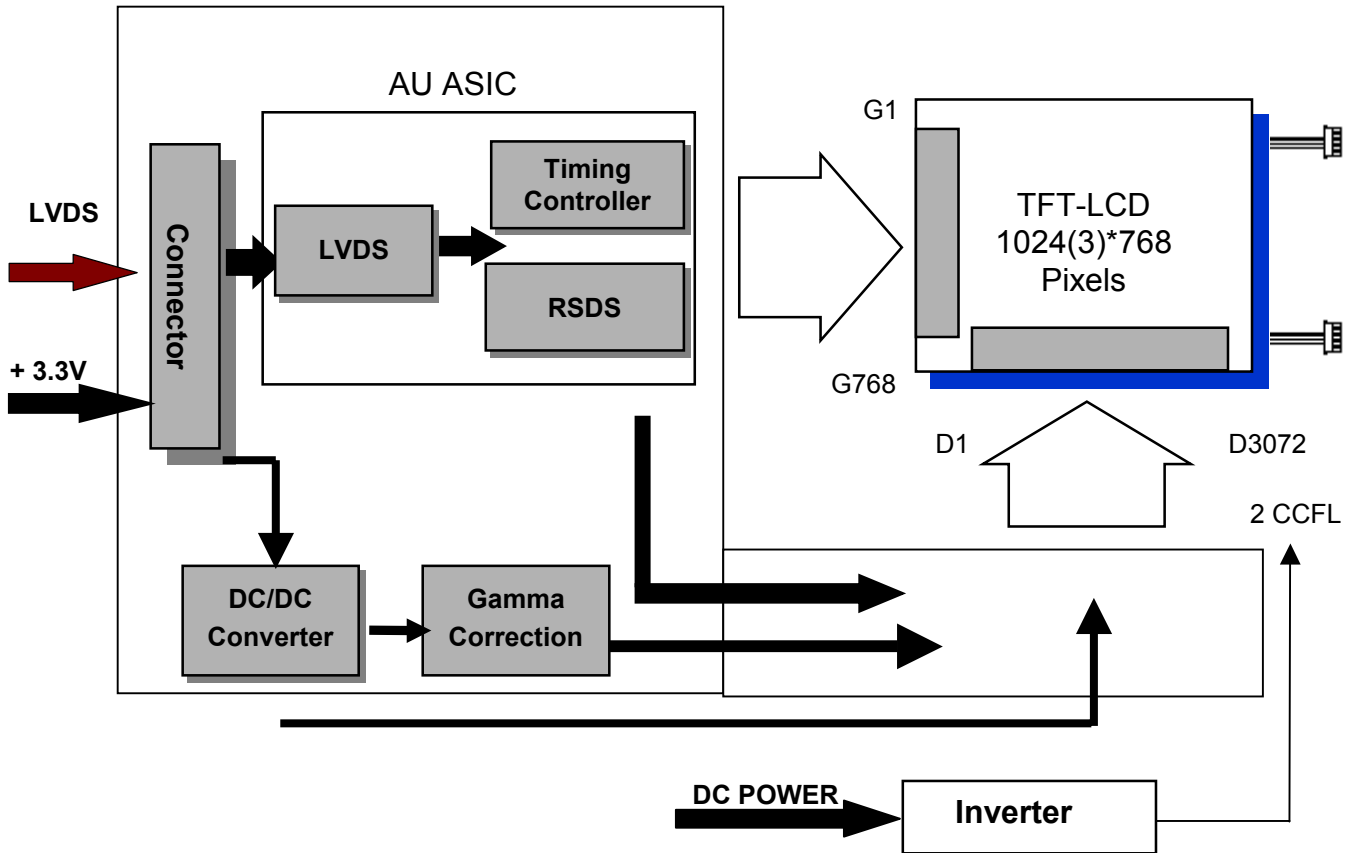 AU ASIC
G1
Timing
Controller
LVDS
Connector
LVDS
TFT-LCD
1024(3)*768
Pixels
RSDS
+ 3.3V
G768
D1
D3072
2 CCFL
DC/DC
Converter
Gamma
Correction
DC POWER
Inverter